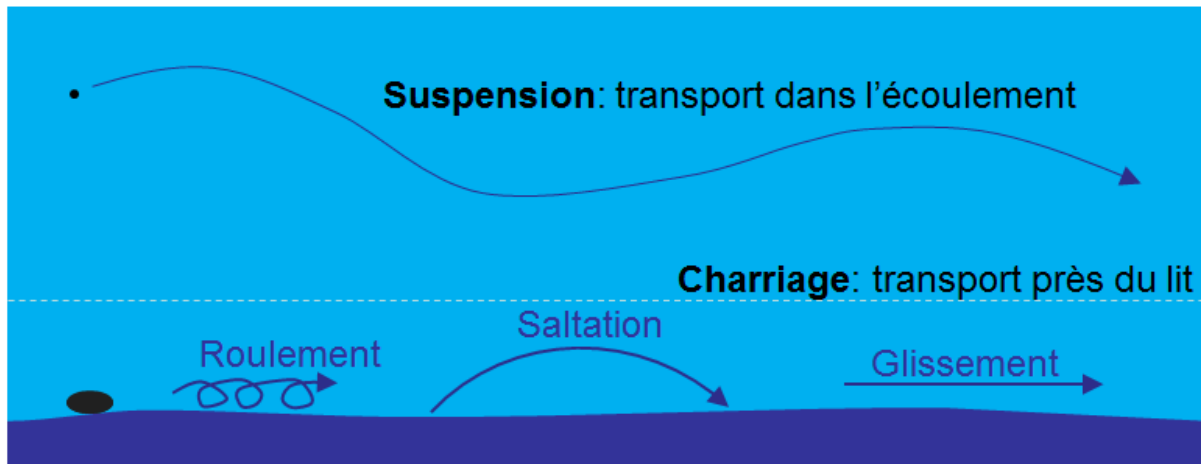 Suspension: transport dans l'écoulement
Charriage: transport près du lit
Saltation
Roulement
Glissement